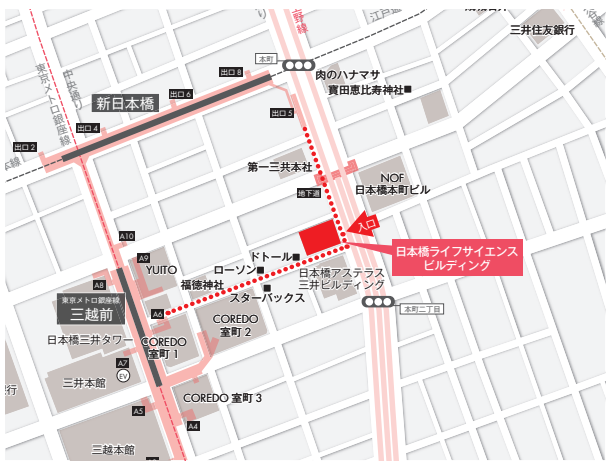 三井住友銀行
江戸
本町
肉のハナマサ
寶田恵比寿神社
出口 8
出口 6
新日本橋
出口 5
出口 4
出口 2
中央通り
東京メトロ銀座線
第一三共本社
NOF
日本橋本町ビル
地下道
入口
日本橋ライフサイエンス
ビルディング
A10
A9
YUITO
ドトール
ローソン
福徳神社
スターバックス
日本橋アステラス
三井ビルディング
A8
東京メトロ銀座線
三越前
A6
本町二丁目
COREDO
室町 2
日本橋三井タワー
COREDO
室町 1
A7
EV
三井本館
銀行
COREDO 室町 3
A5
A4
三越本館